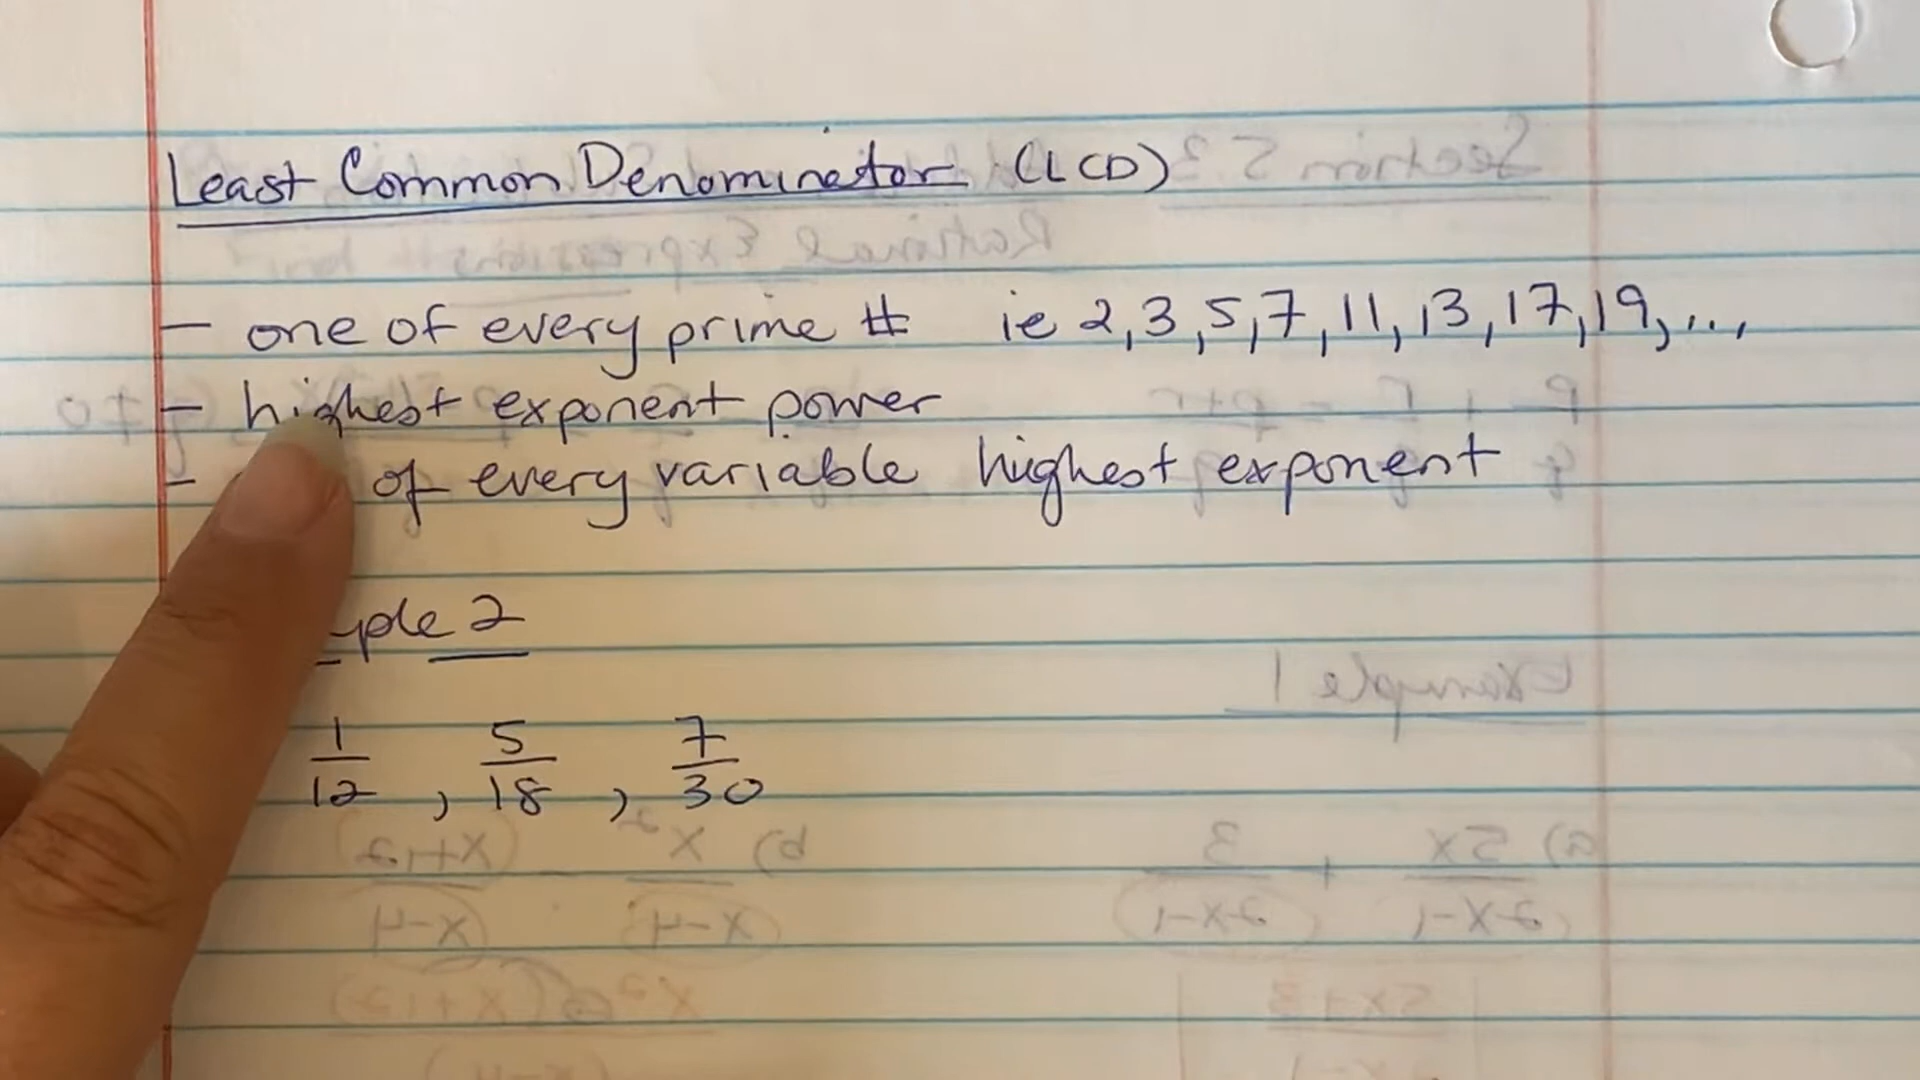 Least Common Denominator (LCD)
- one of every prime # ie 2,3,5,7,11,13,17,19,...,
- highest exponent power
- of every variable highest exponent
mple 2
1/12 , 5/18 , 7/30